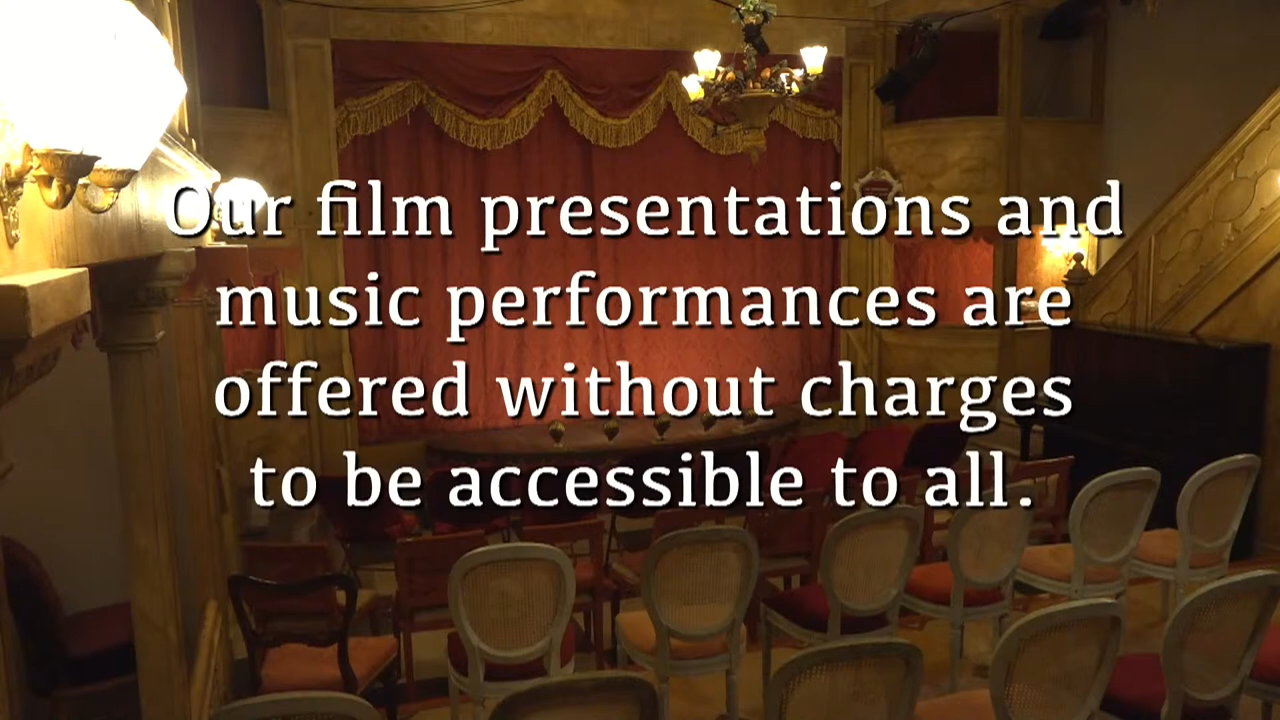 Our film presentations and
music performances are
offered without charges
to be accessible to all.